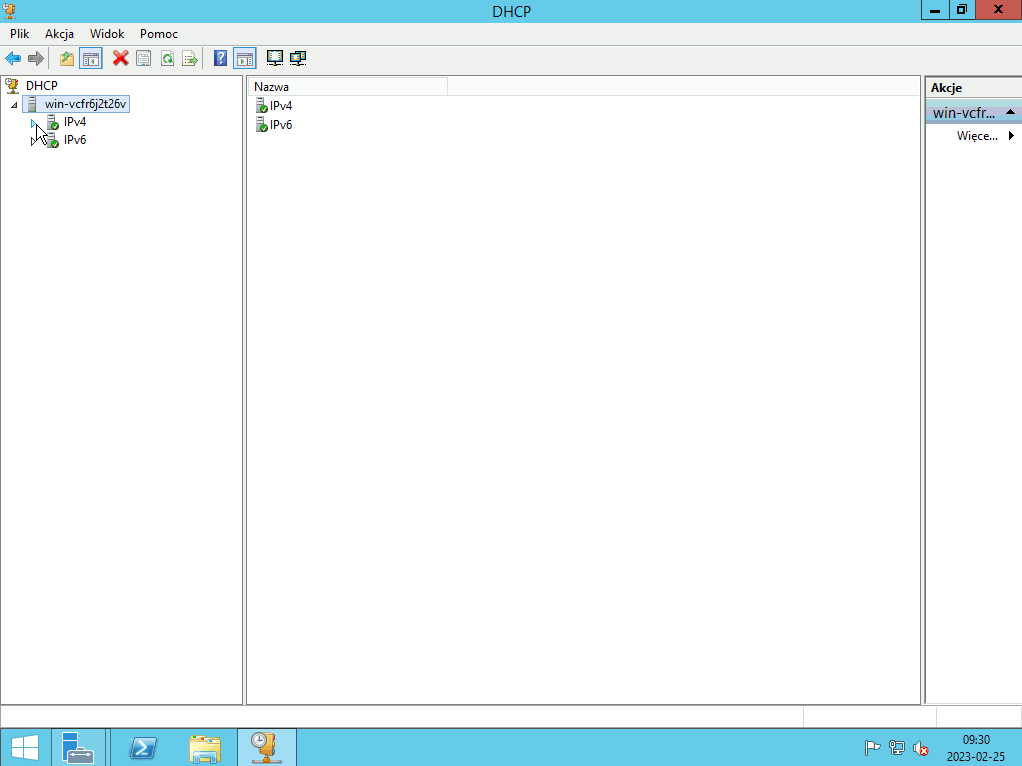 DHCP
Plik Akcja Widok Pomoc
DHCP
win-vcfr6j2t26v
IPv4
IPv6
Nazwa
IPv4
IPv6
Akcje
win-vcfr...
Więce...
09:30
2023-02-25